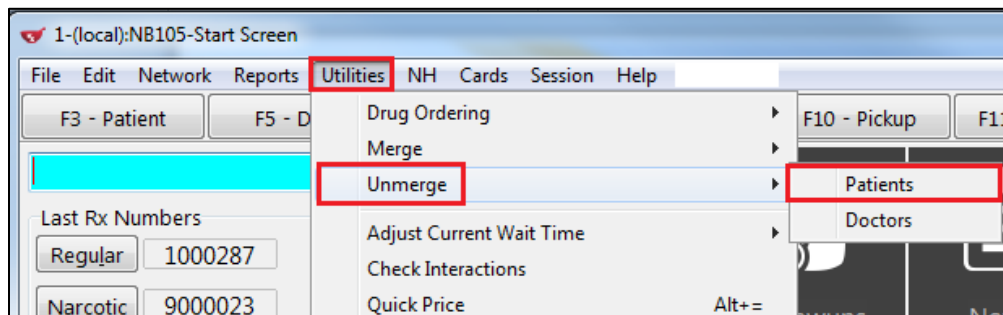 1-(local):NB105-Start Screen
File Edit Network Reports Utilities NH Cards Session Help
F3 - Patient F5 - D F10 - Pickup F11
Drug Ordering
Merge
Unmerge Patients
Last Rx Numbers Doctors
Adjust Current Wait Time
Regular 1000287
Check Interactions
Narcotic 9000023 Quick Price Alt+=